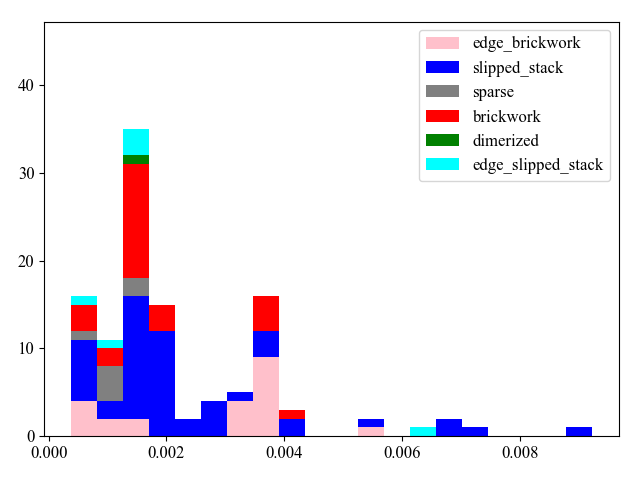 edge_brickwork
slipped_stack
sparse
brickwork
dimerized
edge_slipped_stack
40
30
20
10
0
0.000 0.002 0.004 0.006 0.008